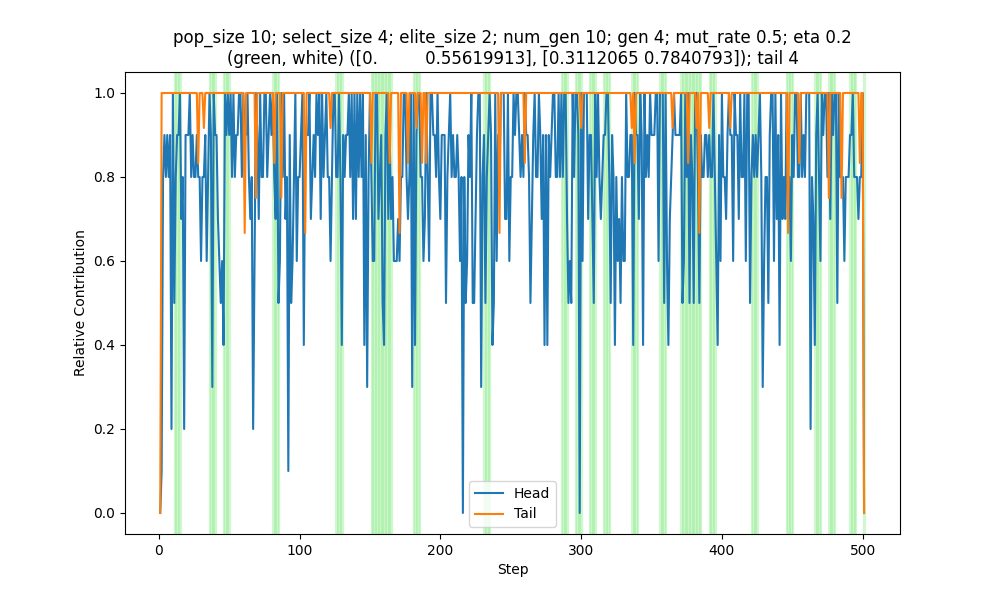 pop_size 10; select_size 4; elite_size 2; num_gen 10; gen 4; mut_rate 0.5; eta 0.2
(green, white) ([0. 0.55619913], [0.3112065 0.7840793]); tail 4
1.0
0.8
0.6
0.4
0.2
0.0
Relative Contribution
Head
Tail
0
100
200
300
400
500
Step